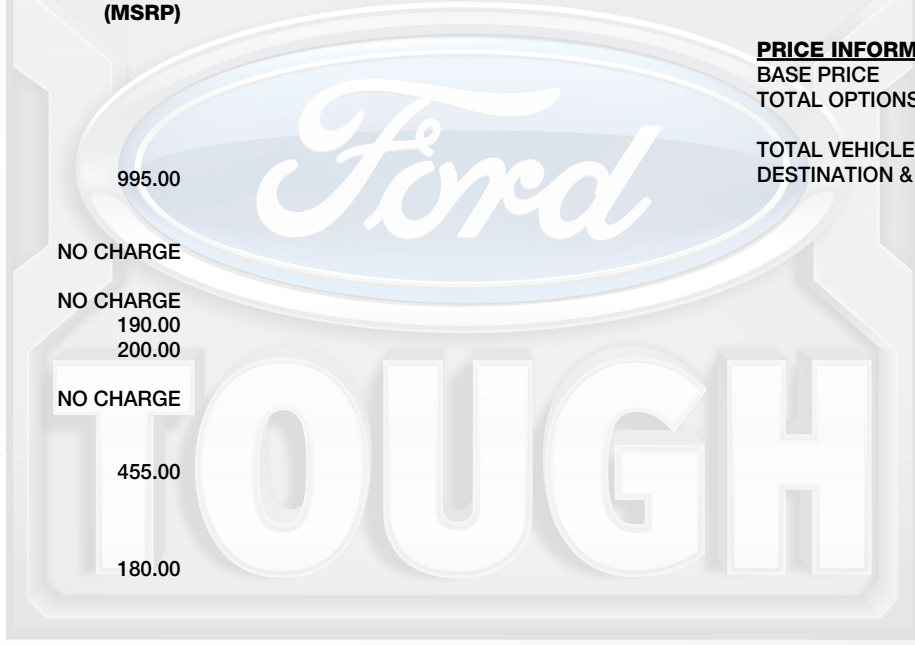 (MSRP)
995.00
NO CHARGE
NO CHARGE
190.00
200.00
NO CHARGE
455.00
180.00
PRICE INFORM
BASE PRICE
TOTAL OPTIONS
TOTAL VEHICLE
DESTINATION &
Ford
TOUGH